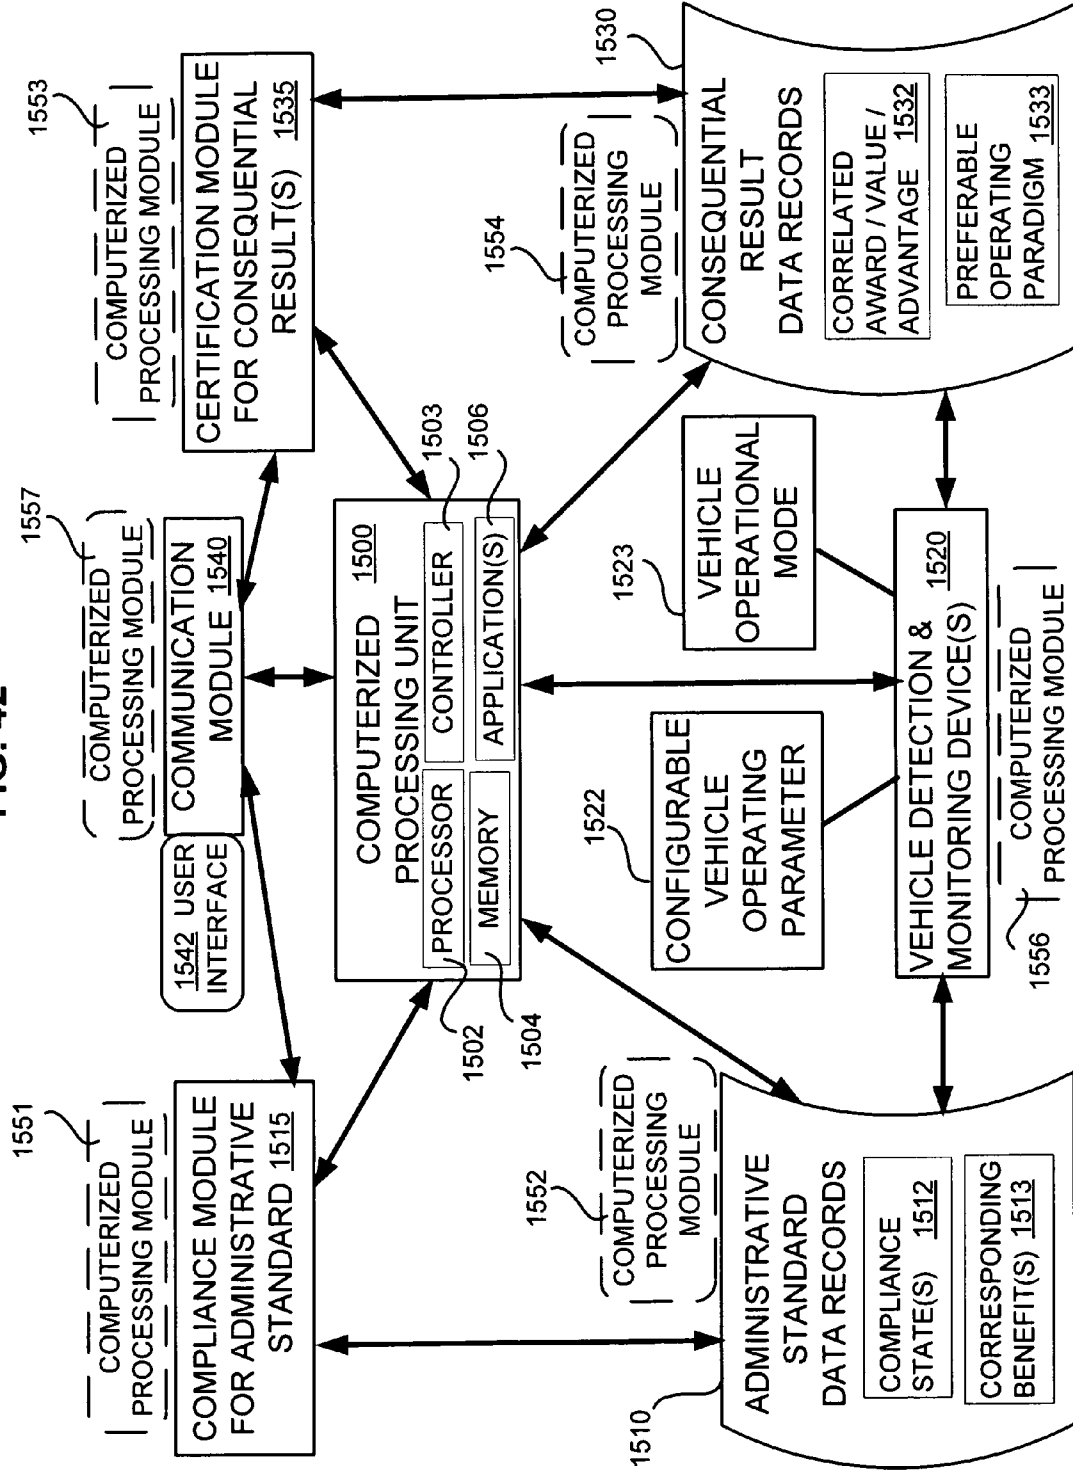 FIG. 42
1551
COMPUTERIZED
PROCESSING MODULE
COMPLIANCE MODULE
FOR ADMINISTRATIVE
STANDARD 1515
1557
COMPUTERIZED
PROCESSING MODULE
1542 USER
INTERFACE
COMMUNICATION
MODULE 1540
1553
COMPUTERIZED
PROCESSING MODULE
CERTIFICATION MODULE
FOR CONSEQUENTIAL
RESULT(S) 1535
COMPUTERIZED
PROCESSING UNIT
1500
PROCESSOR
CONTROLLER
MEMORY
APPLICATION(S)
1502
1504
1503
1506
1552
COMPUTERIZED
PROCESSING
MODULE
1554
COMPUTERIZED
PROCESSING
MODULE
1522
CONFIGURABLE
VEHICLE
OPERATING
PARAMETER
1523
VEHICLE
OPERATIONAL
MODE
1510
ADMINISTRATIVE
STANDARD
DATA RECORDS
COMPLIANCE
STATE(S) 1512
CORRESPONDING
BENEFIT(S) 1513
VEHICLE DETECTION &
MONITORING DEVICE(S)
1520
1556
COMPUTERIZED
PROCESSING MODULE
1530
CONSEQUENTIAL
RESULT
DATA RECORDS
CORRELATED
AWARD / VALUE /
ADVANTAGE 1532
PREFERABLE
OPERATING
PARADIGM 1533